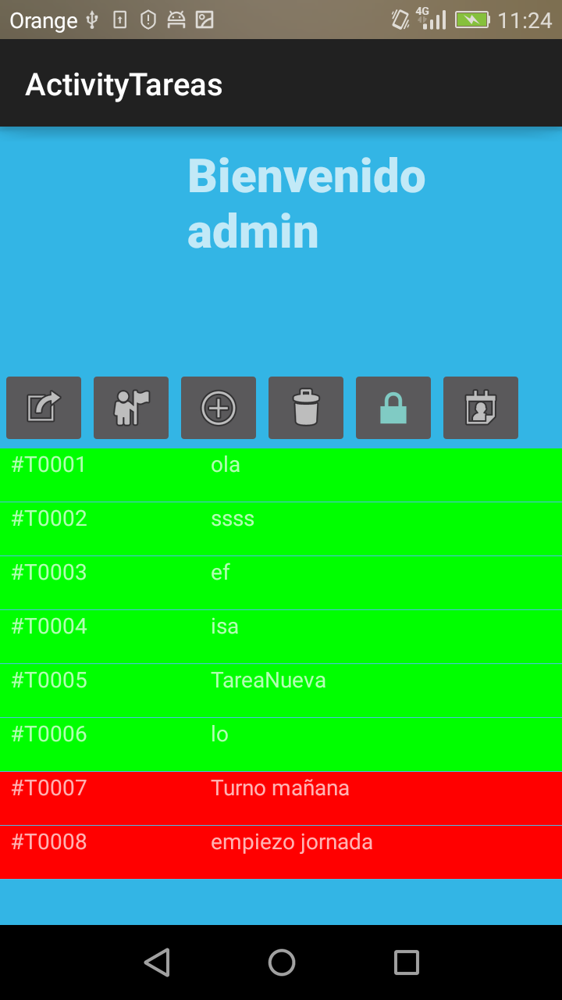 Orange 4G 11:24
ActivityTareas
Bienvenido
admin
#T0001 ola
#T0002 ssss
#T0003 ef
#T0004 isa
#T0005 TareaNueva
#T0006 lo
#T0007 Turno mañana
#T0008 empiezo jornada